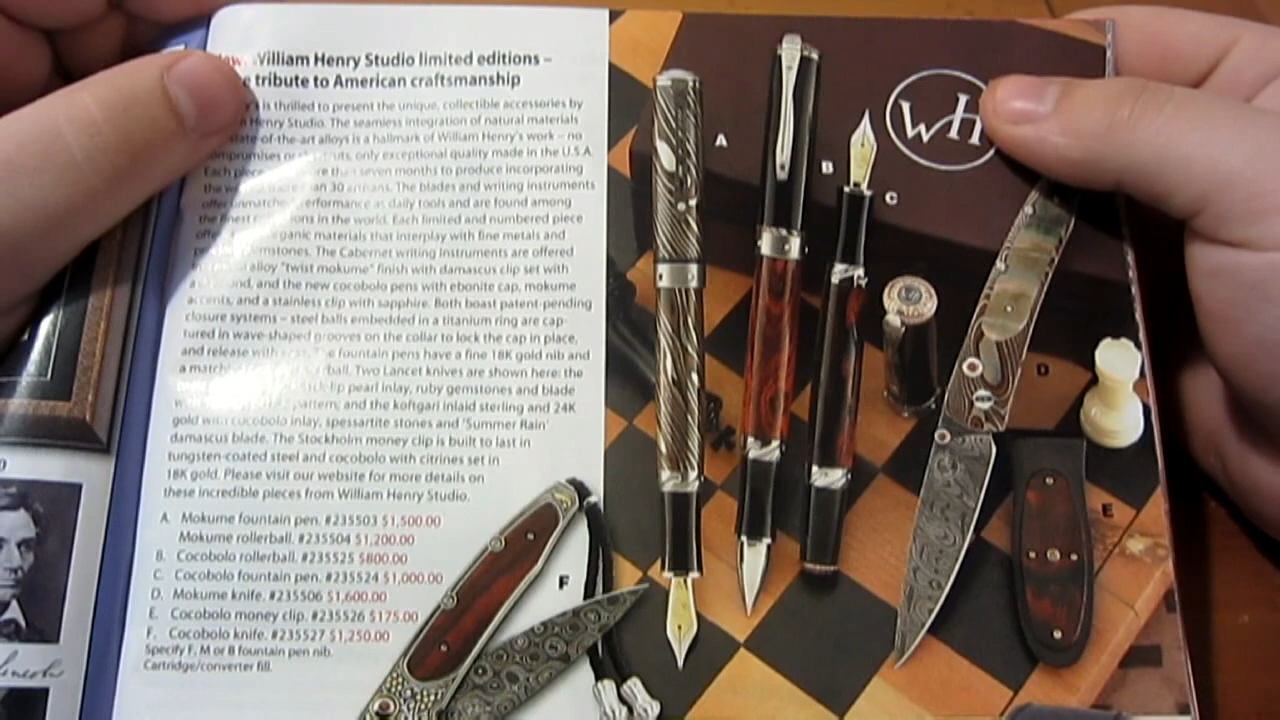 William Henry Studio limited editions –
tribute to American craftsmanship
is thrilled to present the unique, collectible accessories by
Henry Studio. The seamless integration of natural materials
state-of-the-art alloys is a hallmark of William Henry's work – no
only exceptional quality made in the U.S.A.
Each piece seven months to produce incorporating
the than 30 artisans. The blades and writing instruments
offer performance as daily tools and are found among
the finest in the world. Each limited and numbered piece
organic materials that interplay with fine metals and
gemstones. The Cabernet writing instruments are offered
alloy "twist mokume" finish with damascus clip set with
and the new cocobolo pens with ebonite cap, mokume
accents, and a stainless clip with sapphire. Both boast patent-pending
closure systems – steel balls embedded in a titanium ring are cap-
tured in wave-shaped grooves on the collar to lock the cap in place,
and release with The fountain pens have a fine 18K gold nib and
a Two Lancet knives are shown here: the
lip pearl inlay, ruby gemstones and blade
pattern; and the koftgari inlaid sterling and 24K
gold with cocobolo inlay, spessartite stones and 'Summer Rain'
damascus blade. The Stockholm money clip is built to last in
tungsten-coated steel and cocobolo with citrines set in
18K gold. Please visit our website for more details on
these incredible pieces from William Henry Studio.
A. Mokume fountain pen. #235503 $1,500.00
Mokume rollerball. #235504 $1,200.00
B. Cocobolo rollerball. #235525 $800.00
C. Cocobolo fountain pen. #235524 $1,000.00
D. Mokume knife. #235506 $1,600.00
E. Cocobolo money clip. #235526 $175.00
F. Cocobolo knife. #235527 $1,250.00
Specify F, M or B fountain pen nib.
Cartridge/converter fill.
A
B
C
D
E
F
WH